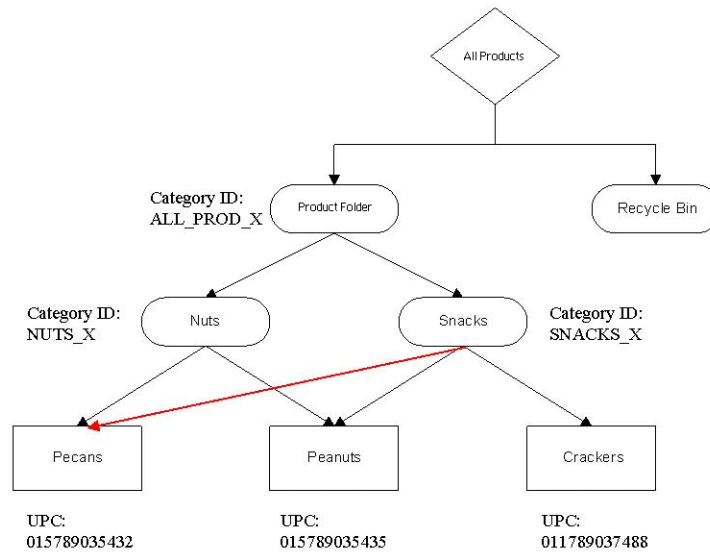 All Products
Category ID:
ALL_PROD_X
Product Folder
Recycle Bin
Category ID:
NUTS_X
Nuts
Snacks
Category ID:
SNACKS_X
Pecans
Peanuts
Crackers
UPC:
015789035432
UPC:
015789035435
UPC:
011789037488